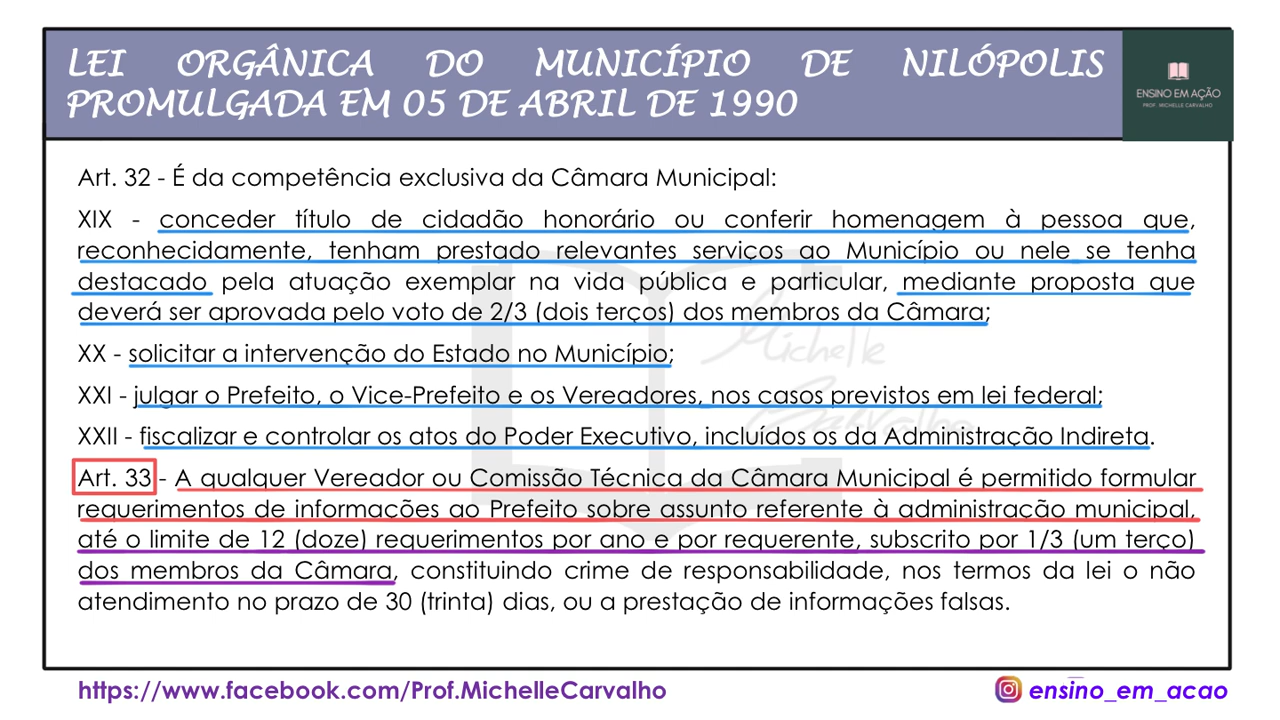 LEI ORGÂNICA DO MUNICÍPIO DE NILÓPOLIS
PROMULGADA EM 05 DE ABRIL DE 1990
ENSINO EM AÇÃO
PROF. MICHELLE CARVALHO
Art. 32 - É da competência exclusiva da Câmara Municipal:
XIX - conceder título de cidadão honorário ou conferir homenagem à pessoa que,
reconhecidamente, tenham prestado relevantes serviços ao Município ou nele se tenha
destacado pela atuação exemplar na vida pública e particular, mediante proposta que
deverá ser aprovada pelo voto de 2/3 (dois terços) dos membros da Câmara;
XX - solicitar a intervenção do Estado no Município;
XXI - julgar o Prefeito, o Vice-Prefeito e os Vereadores, nos casos previstos em lei federal;
XXII - fiscalizar e controlar os atos do Poder Executivo, incluídos os da Administração Indireta.
Art. 33 - A qualquer Vereador ou Comissão Técnica da Câmara Municipal é permitido formular
requerimentos de informações ao Prefeito sobre assunto referente à administração municipal,
até o limite de 12 (doze) requerimentos por ano e por requerente, subscrito por 1/3 (um terço)
dos membros da Câmara, constituindo crime de responsabilidade, nos termos da lei o não
atendimento no prazo de 30 (trinta) dias, ou a prestação de informações falsas.
Michelle
Carvalho
https://www.facebook.com/Prof.MichelleCarvalho
ensino_em_acao